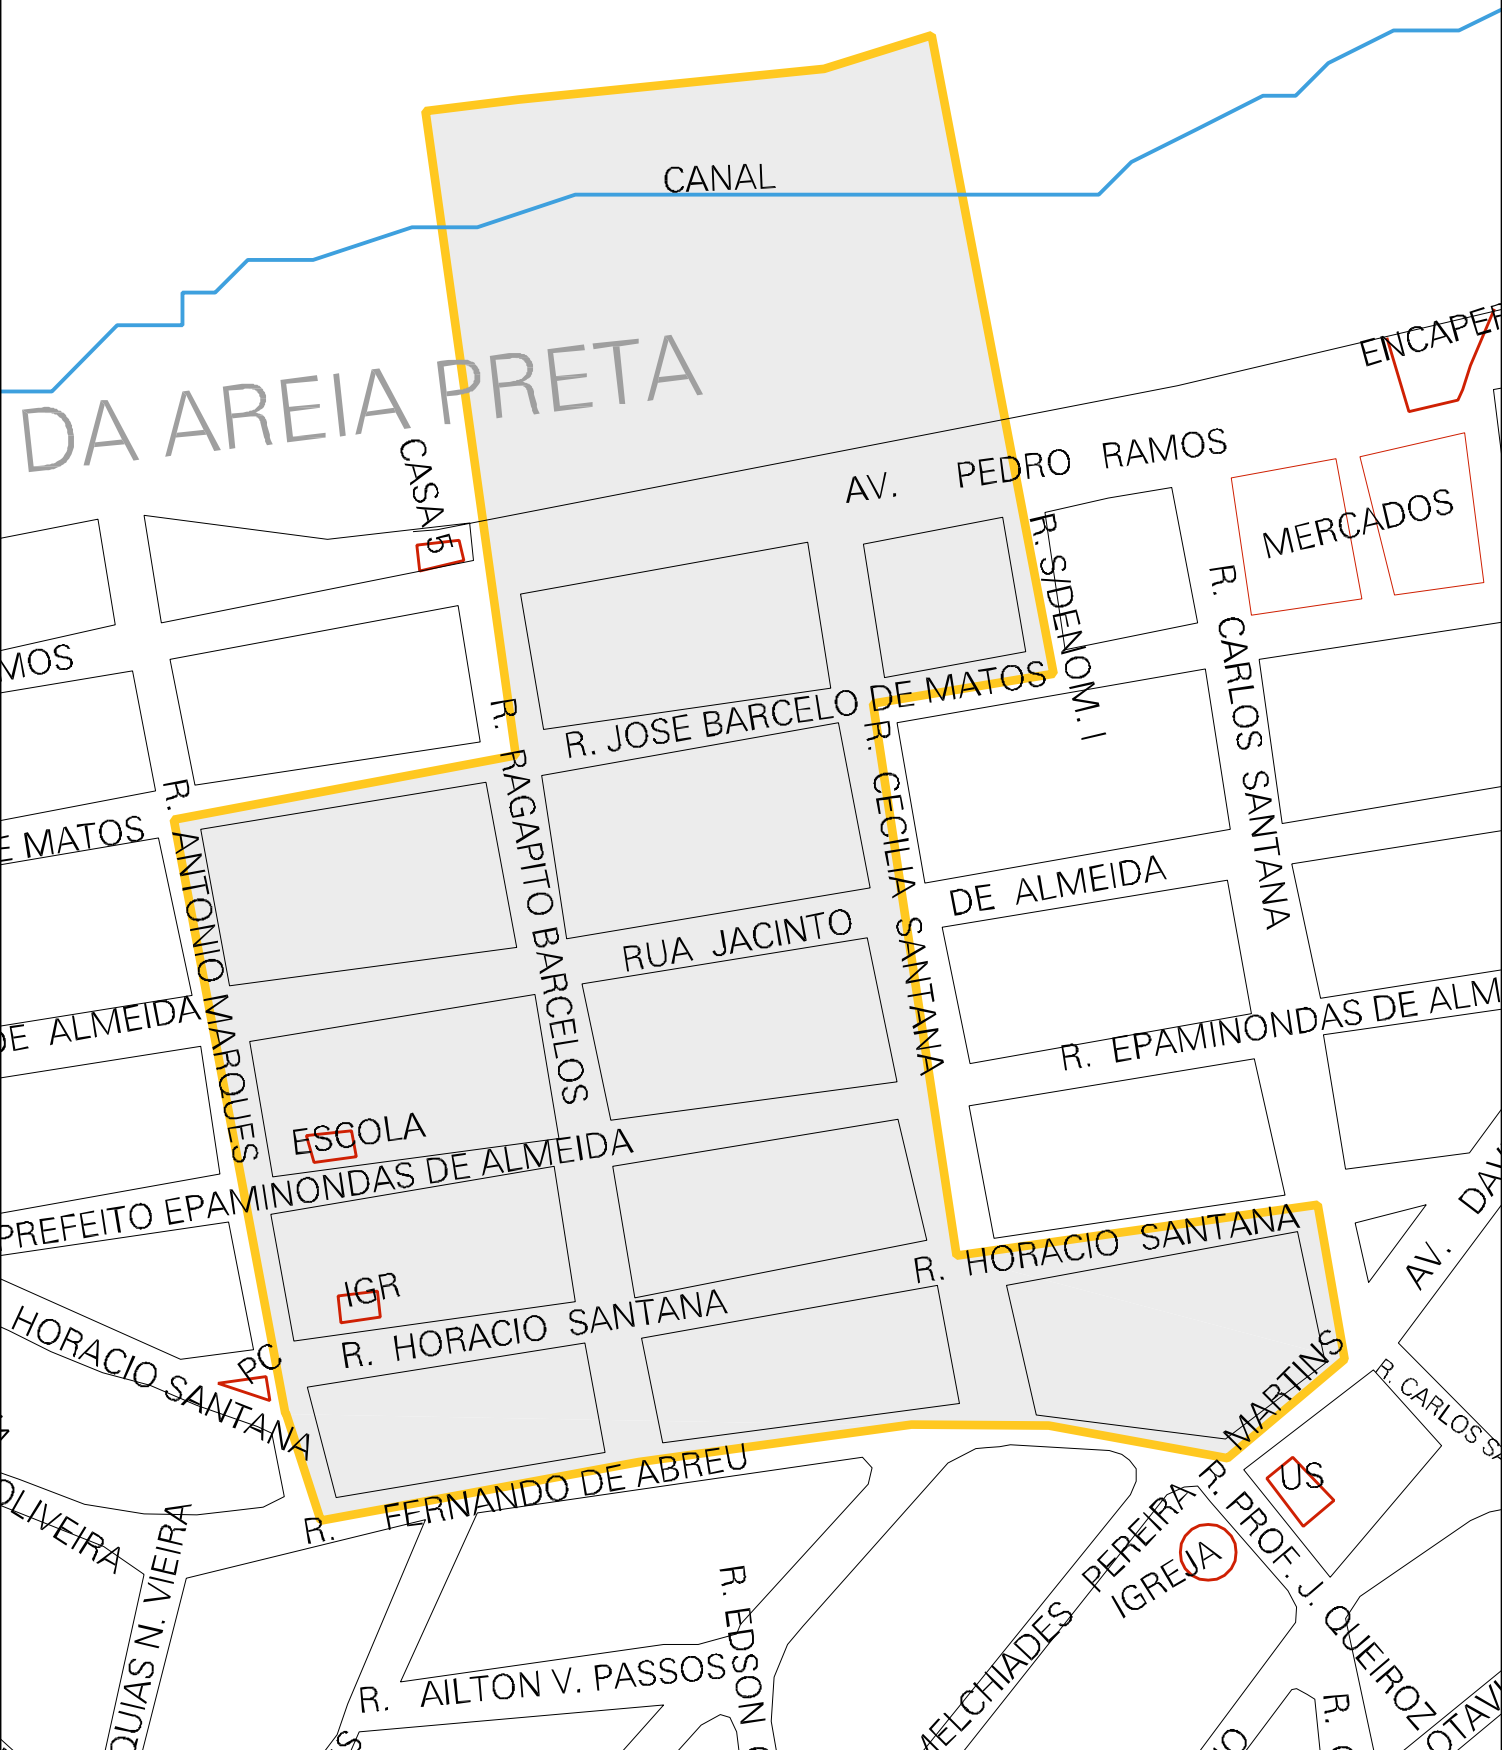 CANAL
ENCAPER
DA AREIA PRETA
CASA 5
AV. PEDRO RAMOS
MERCADOS
R. S/DENOM. I
R. CARLOS SANTANA
MOS
R. JOSE BARCELO DE MATOS
R. RAGAPITO BARCELOS
R. CECILIA SANTANA
R. ANTONIO MARQUES
E MATOS
DE ALMEIDA
RUA JACINTO
DE ALMEIDA
R. EPAMINONDAS DE ALM
ESCOLA
PREFEITO EPAMINONDAS DE ALMEIDA
AV. DAV
IGR
R. HORACIO SANTANA
R. HORACIO SANTANA
HORACIO SANTANA
PC
MARTINS
R. CARLOS SA
US
R. FERNANDO DE ABREU
OLIVEIRA
QUIAS N. VIEIRA
R. PROF. J. QUEIROZ
IGREJA
MELCHIADES PEREIRA
R. EDSON
R. AILTON V. PASSOS
OTAVI
R.